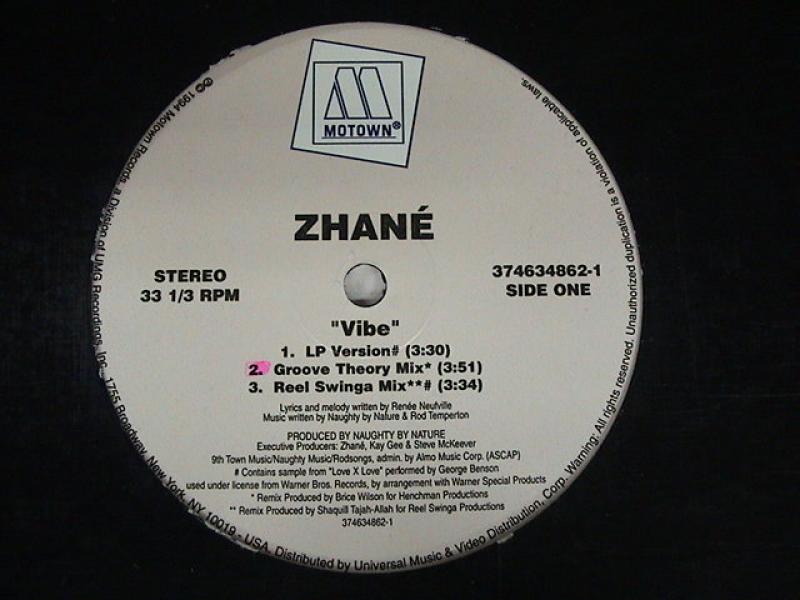 MOTOWN®
ZHANÉ
STEREO
33 1/3 RPM
374634862-1
SIDE ONE
"Vibe"
1. LP Version# (3:30)
2. Groove Theory Mix* (3:51)
3. Reel Swinga Mix**# (3:34)
Lyrics and melody written by Renée Neufville
Music written by Naughty by Nature & Rod Temperton
PRODUCED BY NAUGHTY BY NATURE
Executive Producers: Zhané, Kay Gee & Steve McKeever
9th Town Music/Naughty Music/Rodsongs, admin. by Almo Music Corp. (ASCAP)
# Contains sample from "Love X Love" performed by George Benson
used under license from Warner Bros. Records, by arrangement with Warner Special Products
* Remix Produced by Brice Wilson for Henchman Productions
** Remix Produced by Shaquill Tajah-Allah for Reel Swinga Productions
374634862-1
℗© 1994 Motown Records, a Division of UMG Recordings, Inc., 1755 Broadway, New York, NY 10019 - USA. Distributed by Universal Music & Video Distribution, Corp. Warning: All rights reserved. Unauthorized duplication is a violation of applicable laws.